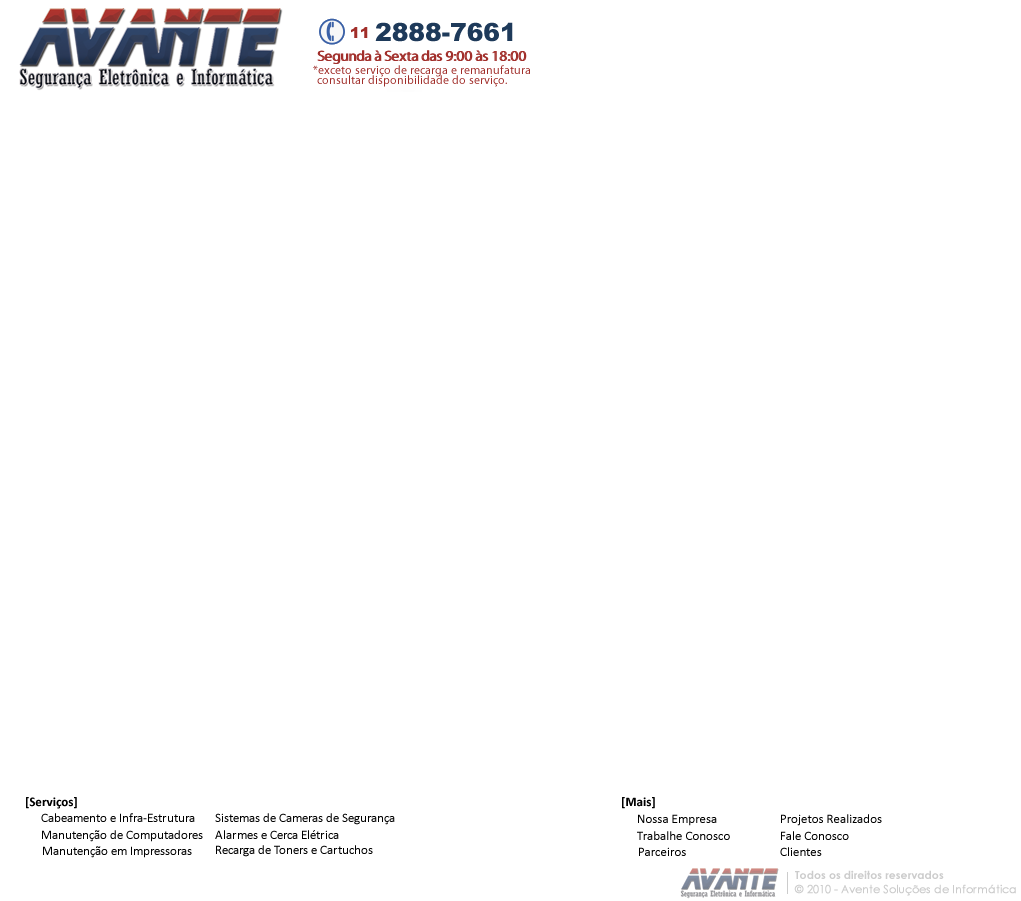 AVANTE
Segurança Eletrônica e Informática
11 2888-7661
Segunda à Sexta das 9:00 às 18:00
*exceto serviço de recarga e remanufatura
consultar disponibilidade do serviço.
[Serviços]
Cabeamento e Infra-Estrutura Sistemas de Cameras de Segurança
Manutenção de Computadores Alarmes e Cerca Elétrica
Manutenção em Impressoras Recarga de Toners e Cartuchos
[Mais]
Nossa Empresa Projetos Realizados
Trabalhe Conosco Fale Conosco
Parceiros Clientes
AVANTE
Segurança Eletrônica e Informática
Todos os direitos reservados
© 2010 - Avente Soluções de Informática